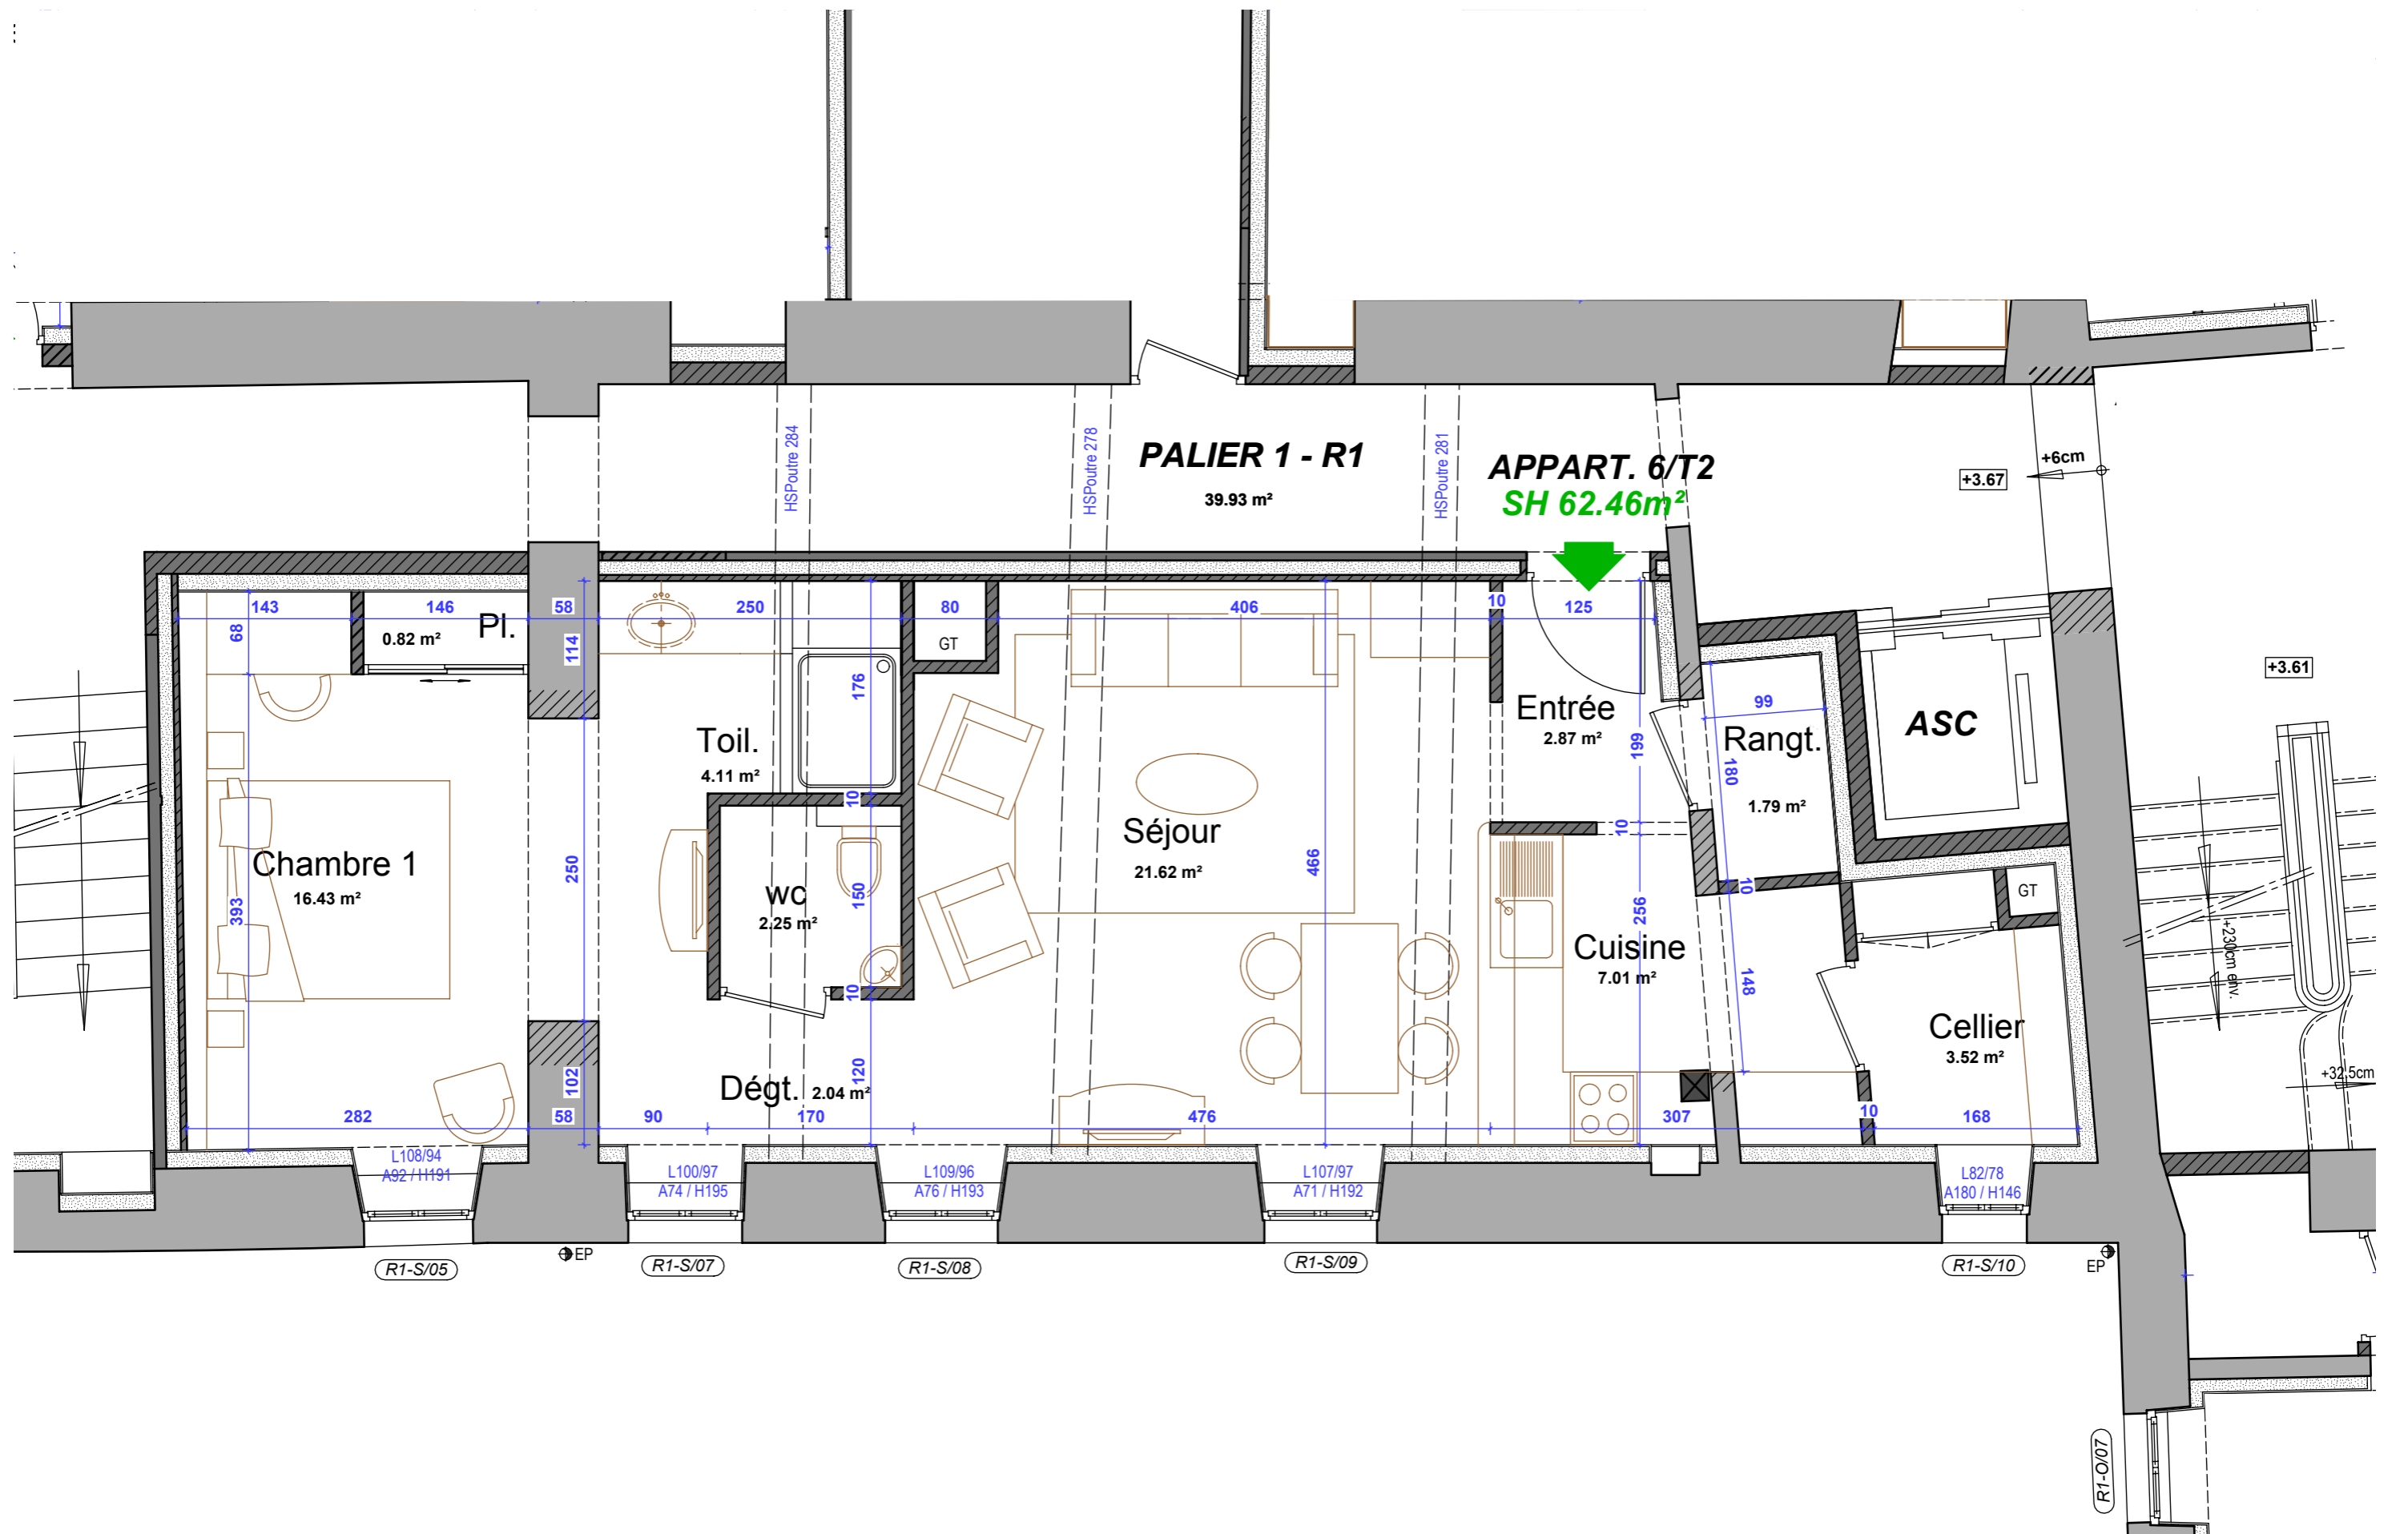 HSPoutre 284
HSPoutre 278
HSPoutre 281
PALIER 1 - R1
39.93 m²
APPART. 6/T2
SH 62.46m²
+3.67
+6cm
+3.61
143
146
58
250
80
406
10
125
68
0.82 m²
Pl.
114
GT
176
99
Entrée
2.87 m²
199
Rangt.
180
1.79 m²
ASC
Toil.
4.11 m²
10
10
Séjour
21.62 m²
466
Chambre 1
16.43 m²
393
250
wc
2.25 m²
150
10
10
GT
256
Cuisine
7.01 m²
148
+230cm env.
Cellier
3.52 m²
+32.5cm
102
Dégt.
2.04 m²
120
282
58
90
170
476
307
10
168
L108/94
A92 / H191
L100/97
A74 / H195
L109/96
A76 / H193
L107/97
A71 / H192
L82/78
A180 / H146
R1-S/05
EP
R1-S/07
R1-S/08
R1-S/09
R1-S/10
EP
R1-O/07